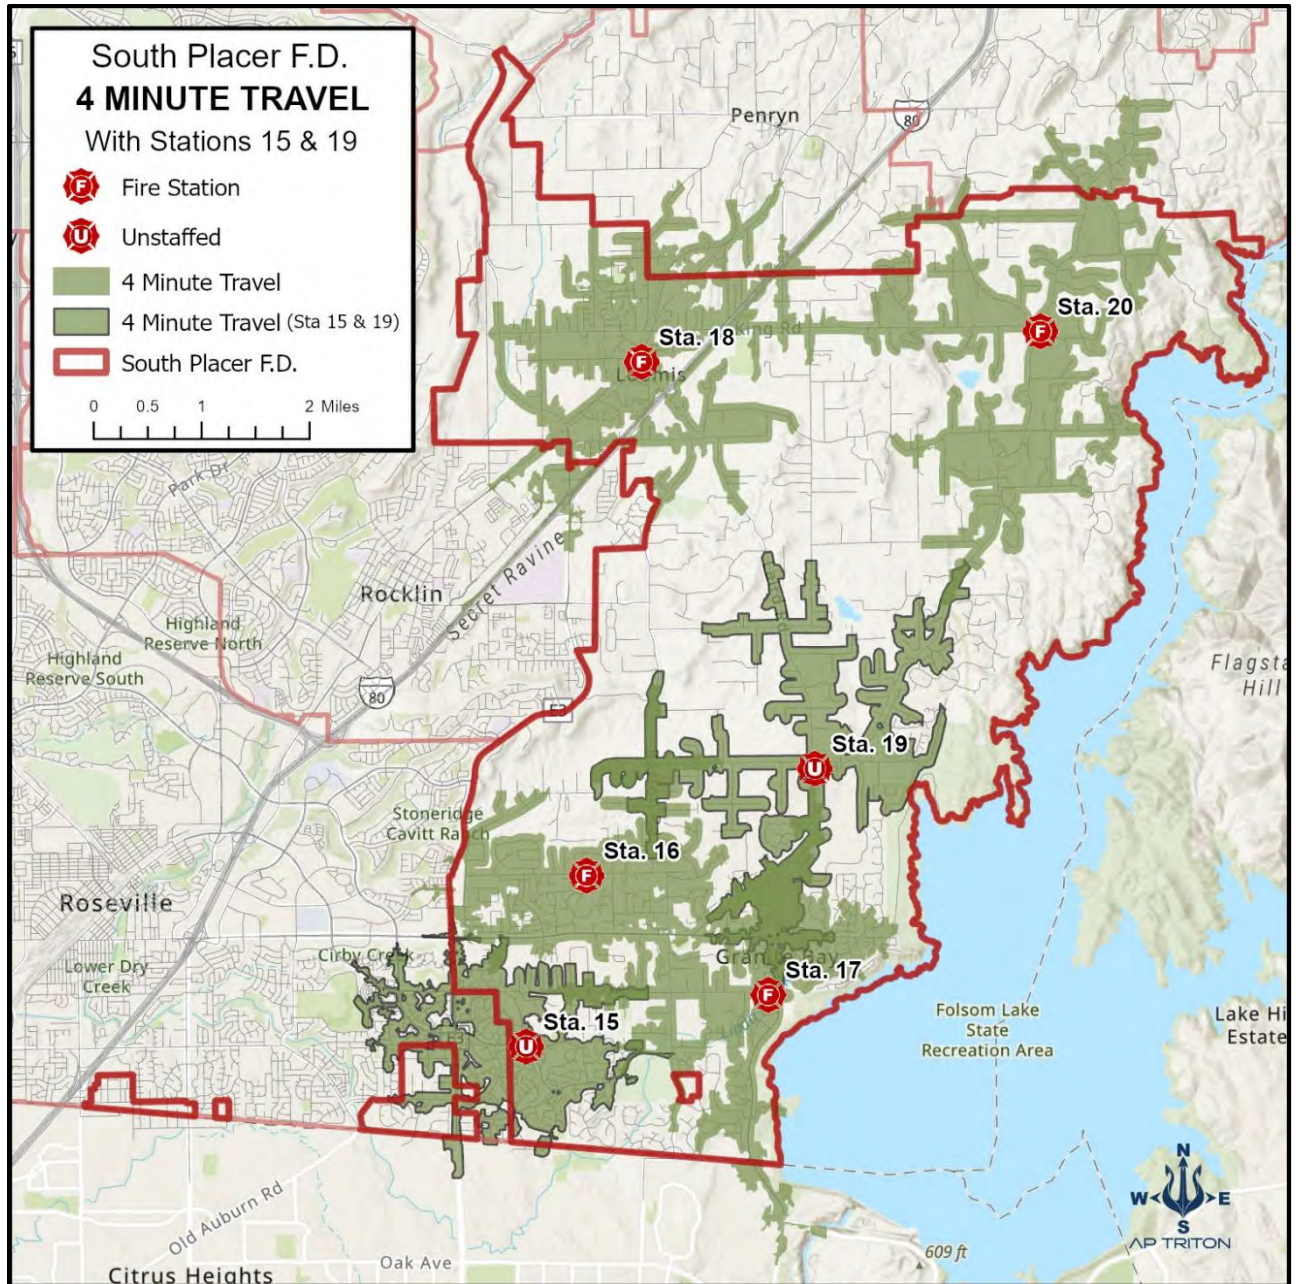 South Placer F.D.
4 MINUTE TRAVEL
With Stations 15 & 19
Fire Station
Unstaffed
4 Minute Travel
4 Minute Travel (Sta 15 & 19)
South Placer F.D.
0 0.5 1 2 Miles
Penryn
80
Sta. 20
Sta. 18
Park Dr
Rocklin
Secret Ravine
Highland
Reserve North
Highland
Reserve South
80
Flagsta
Hill
Sta. 19
Stoneridge
Cavitt Ranch
Sta. 16
Roseville
Cirby Creek
Lower Dry
Creek
Sta. 17
Sta. 15
Folsom Lake
State
Recreation Area
Lake Hi
Estate
Old Auburn Rd
Oak Ave
Citrus Heights
609 ft
N
W E
S
AP TRITON